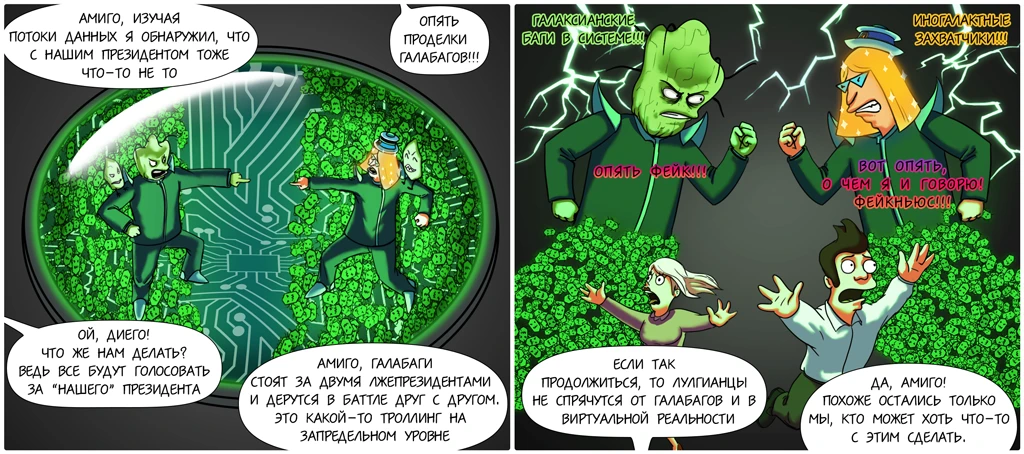 АМИГО, ИЗУЧАЯ
ПОТОКИ ДАННЫХ Я ОБНАРУЖИЛ, ЧТО
С НАШИМ ПРЕЗИДЕНТОМ ТОЖЕ
ЧТО-ТО НЕ ТО
ОПЯТЬ
ПРОДЕЛКИ
ГАЛАБАГОВ!!!
ОЙ, ДИЕГО!
ЧТО ЖЕ НАМ ДЕЛАТЬ?
ВЕДЬ ВСЕ БУДУТ ГОЛОСОВАТЬ
ЗА "НАШЕГО" ПРЕЗИДЕНТА
АМИГО, ГАЛАБАГИ
СТОЯТ ЗА ДВУМЯ ЛЖЕПРЕЗИДЕНТАМИ
И ДЕРУТСЯ В БАТТЛЕ ДРУГ С ДРУГОМ.
ЭТО КАКОЙ-ТО ТРОЛЛИНГ НА
ЗАПРЕДЕЛЬНОМ УРОВНЕ
ГАЛАКСИАНСКИЕ
БАГИ В СИСТЕМЕ!!!
ИНОГАЛАКТНЫЕ
ЗАХВАТЧИКИ!!!
ОПЯТЬ ФЕЙК!!!
ВОТ ОПЯТЬ,
О ЧЕМ Я И ГОВОРЮ!
ФЕЙКНЬЮС!!!
ЕСЛИ ТАК
ПРОДОЛЖИТЬСЯ, ТО ЛУЛГИАНЦЫ
НЕ СПРЯЧУТСЯ ОТ ГАЛАБАГОВ И В
ВИРТУАЛЬНОЙ РЕАЛЬНОСТИ
ДА, АМИГО!
ПОХОЖЕ ОСТАЛИСЬ ТОЛЬКО
МЫ, КТО МОЖЕТ ХОТЬ ЧТО-ТО
С ЭТИМ СДЕЛАТЬ.